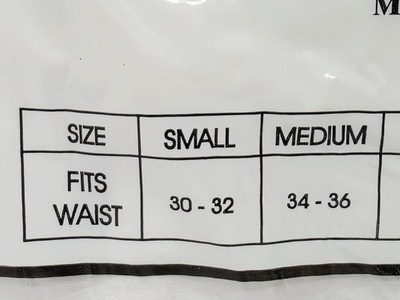 M
SIZE SMALL MEDIUM
FITS WAIST 30 - 32 34 - 36